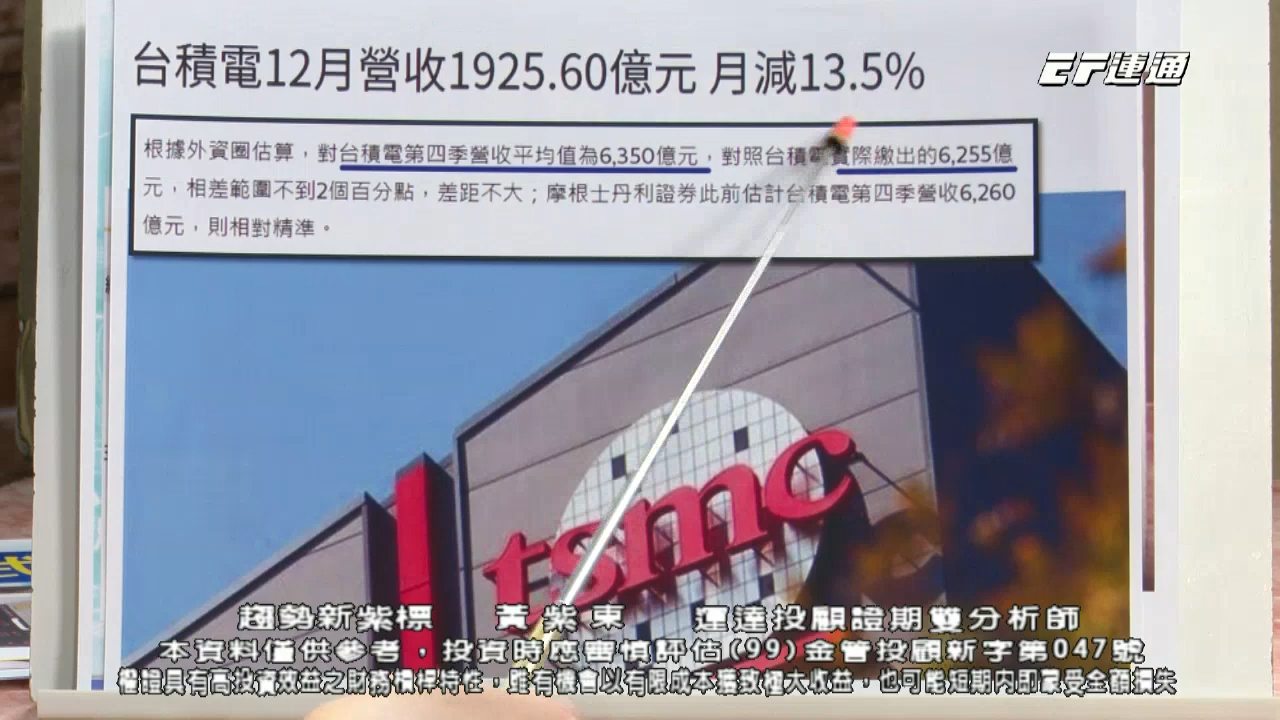 台積電12月營收1925.60億元 月減13.5%
EF運通
根據外資圈估算，對台積電第四季營收平均值為6,350億元，對照台積電實際繳出的6,255億
元，相差範圍不到2個百分點，差距不大；摩根士丹利證券此前估計台積電第四季營收6,260
億元，則相對精準。
tsmc
趨勢新紫標 黃紫東 運達投顧證期雙分析師
本資料僅供參考，投資時應審慎評估(99)金管投顧新字第047號
權證具有高投資效益之財務槓桿特性，雖有機會以有限成本獲致極大收益，也可能短期內即蒙受全額損失